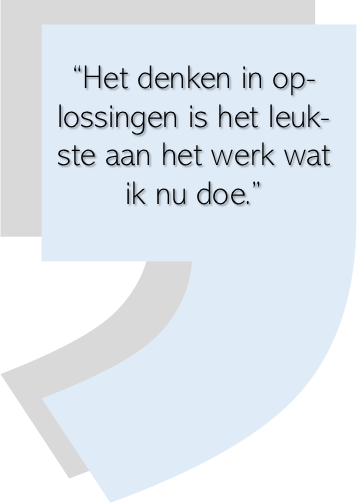 “Het denken in op-
lossingen is het leuk-
ste aan het werk wat
ik nu doe.”